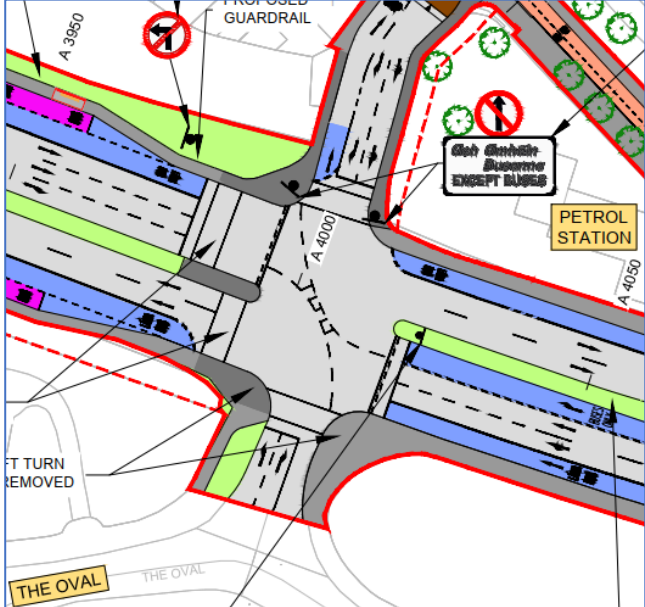 PROPOSED
GUARDRAIL
A 3950
EXCEPT BUSES
PETROL
STATION
A 4000
A 4050
FT TURN
REMOVED
THE OVAL
THE OVAL